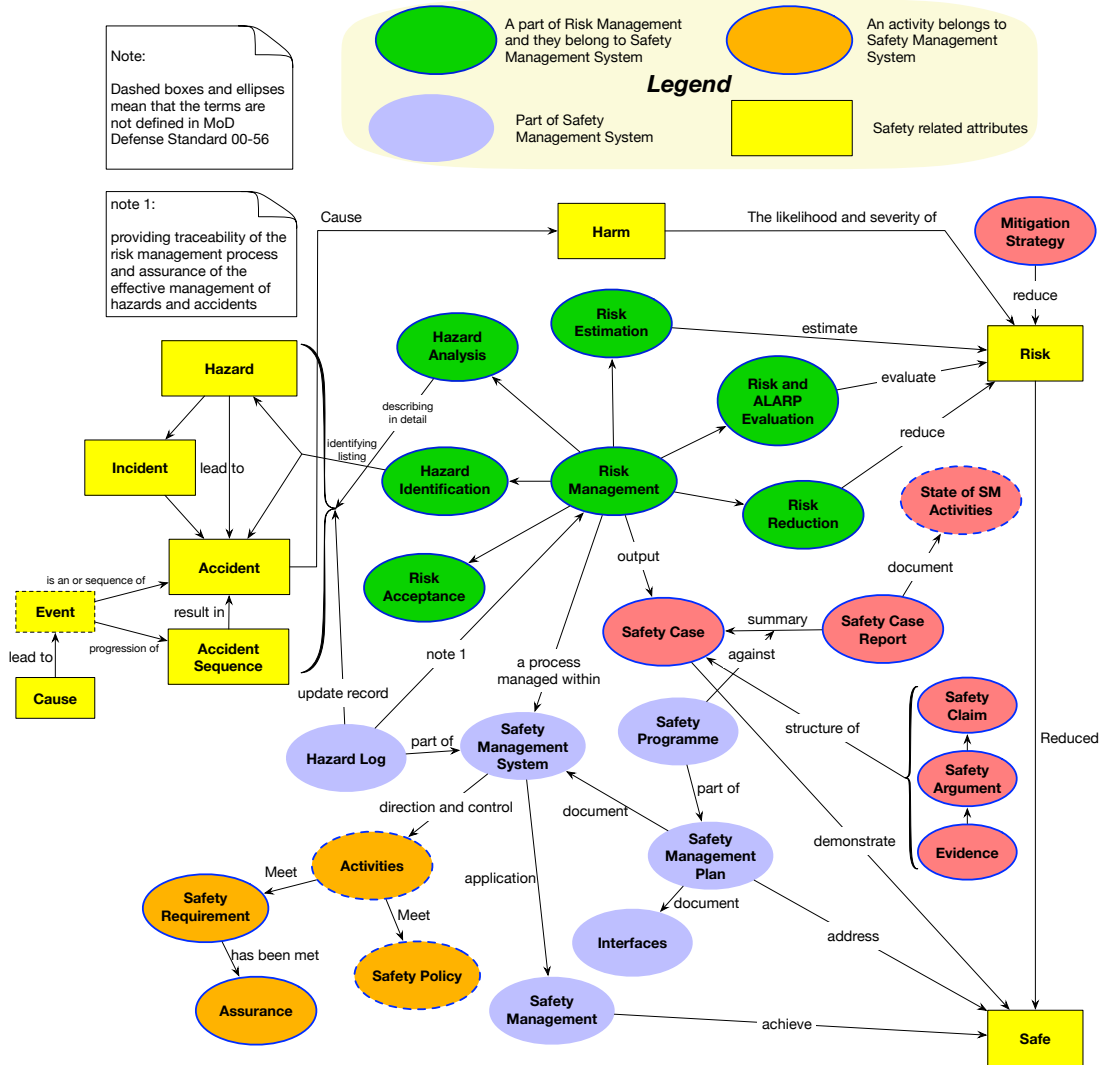 Note:
Dashed boxes and ellipses
mean that the terms are
not defined in MoD
Defense Standard 00-56
A part of Risk Management
and they belong to Safety
Management System
An activity belongs to
Safety Management
System
Legend
Part of Safety
Management System
Safety related attributes
note 1:
providing traceability of the
risk management process
and assurance of the
effective management of
hazards and accidents
Cause
Harm
The likelihood and severity of
Mitigation
Strategy
reduce
Risk
Estimation
estimate
Risk
Hazard
Analysis
Hazard
Risk and
ALARP
Evaluation
evaluate
describing
in detail
reduce
identifying
listing
Incident
lead to
Hazard
Identification
Risk
Management
Risk
Reduction
State of SM
Activities
output
document
Accident
Risk
Acceptance
is an or sequence of
Event
result in
Safety Case
summary
Safety Case
Report
progression of
Accident
Sequence
lead to
note 1
against
a process
managed within
Cause
update record
Safety
Claim
Hazard Log
part of
Safety
Management
System
Safety
Programme
structure of
Reduced
Safety
Argument
part of
direction and control
document
demonstrate
Safety
Management
Plan
Evidence
Activities
application
Meet
Safety
Requirement
Meet
document
has been met
Interfaces
address
Safety Policy
Assurance
Safety
Management
achieve
Safe